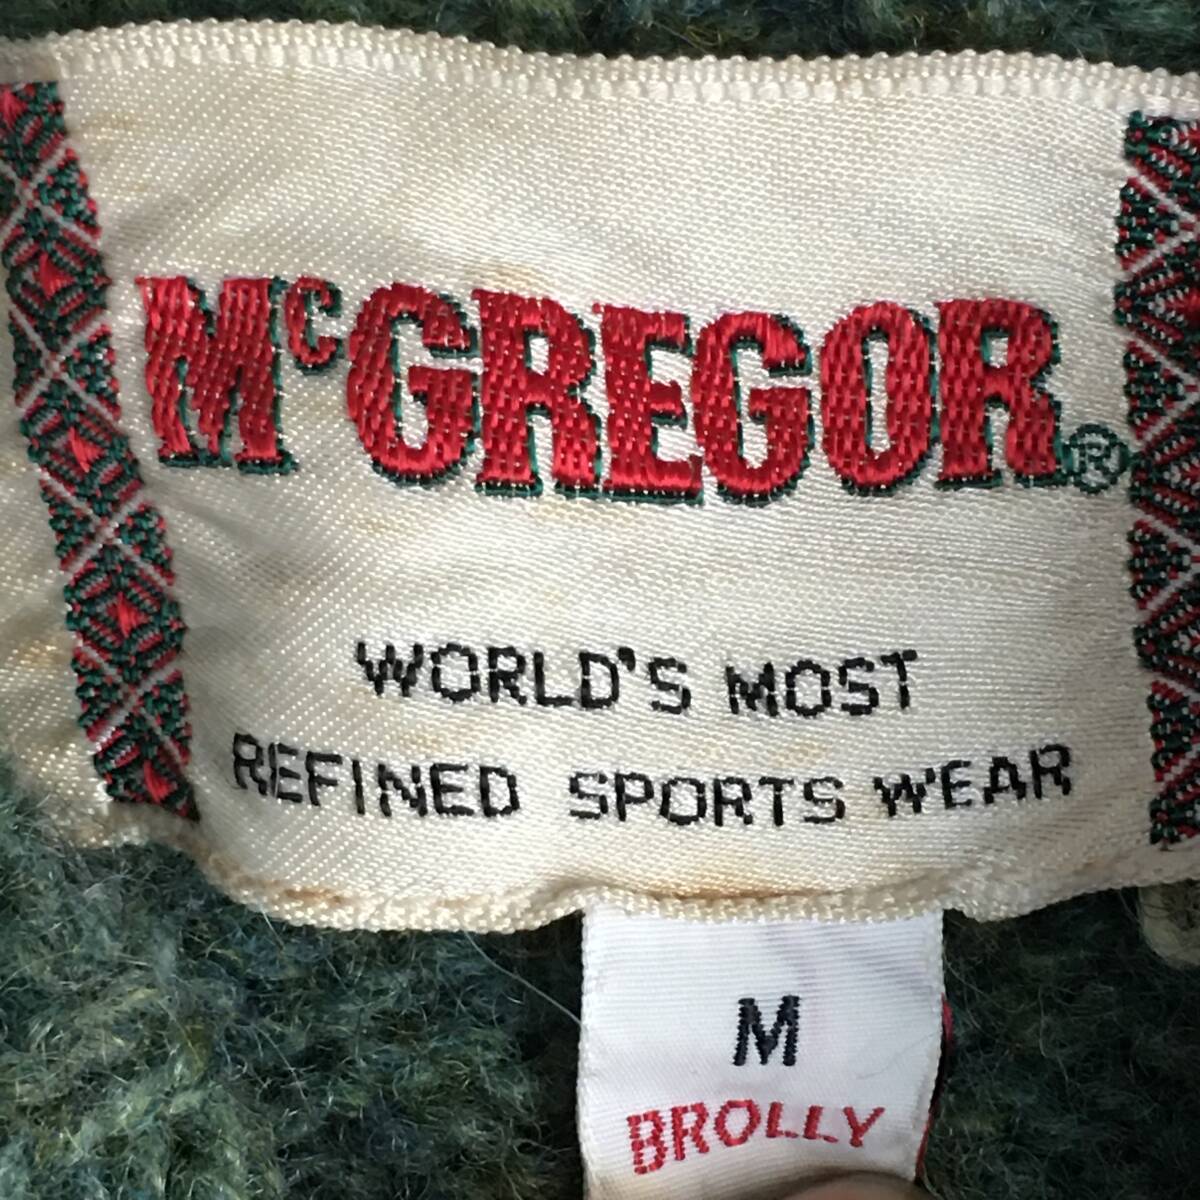 McGREGOR®
WORLD'S MOST
REFINED SPORTS WEAR
M
BROLLY